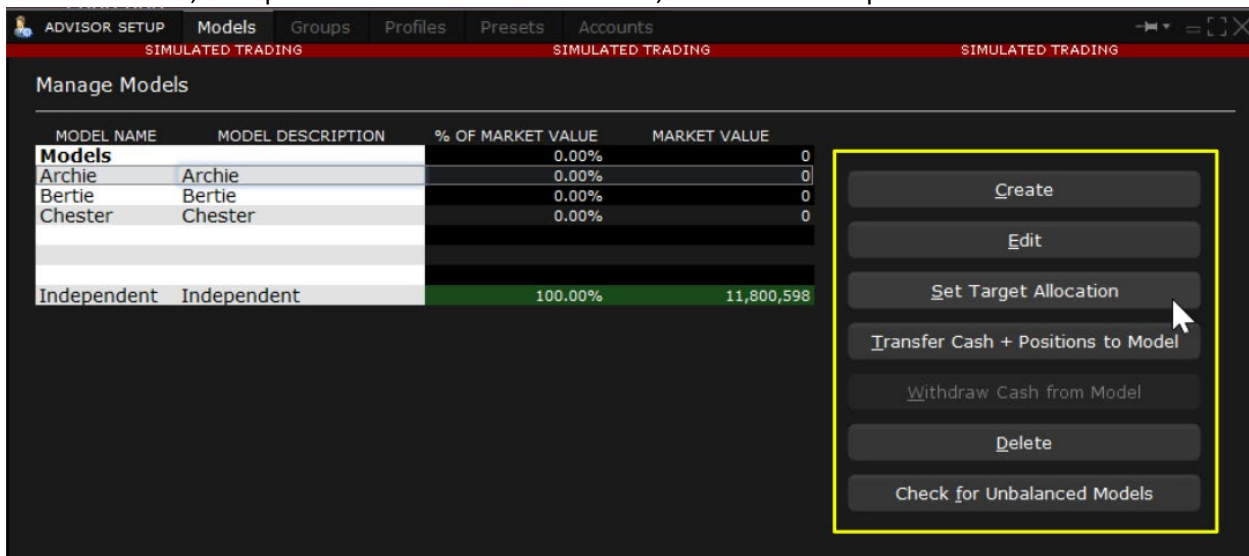 ADVISOR SETUP Models Groups Profiles Presets Accounts
SIMULATED TRADING SIMULATED TRADING SIMULATED TRADING
Manage Models
MODEL NAME MODEL DESCRIPTION % OF MARKET VALUE MARKET VALUE
Models 0.00% 0
Archie Archie 0.00% 0
Bertie Bertie 0.00% 0
Chester Chester 0.00% 0
Independent Independent 100.00% 11,800,598
Create
Edit
Set Target Allocation
Transfer Cash + Positions to Model
Withdraw Cash from Model
Delete
Check for Unbalanced Models